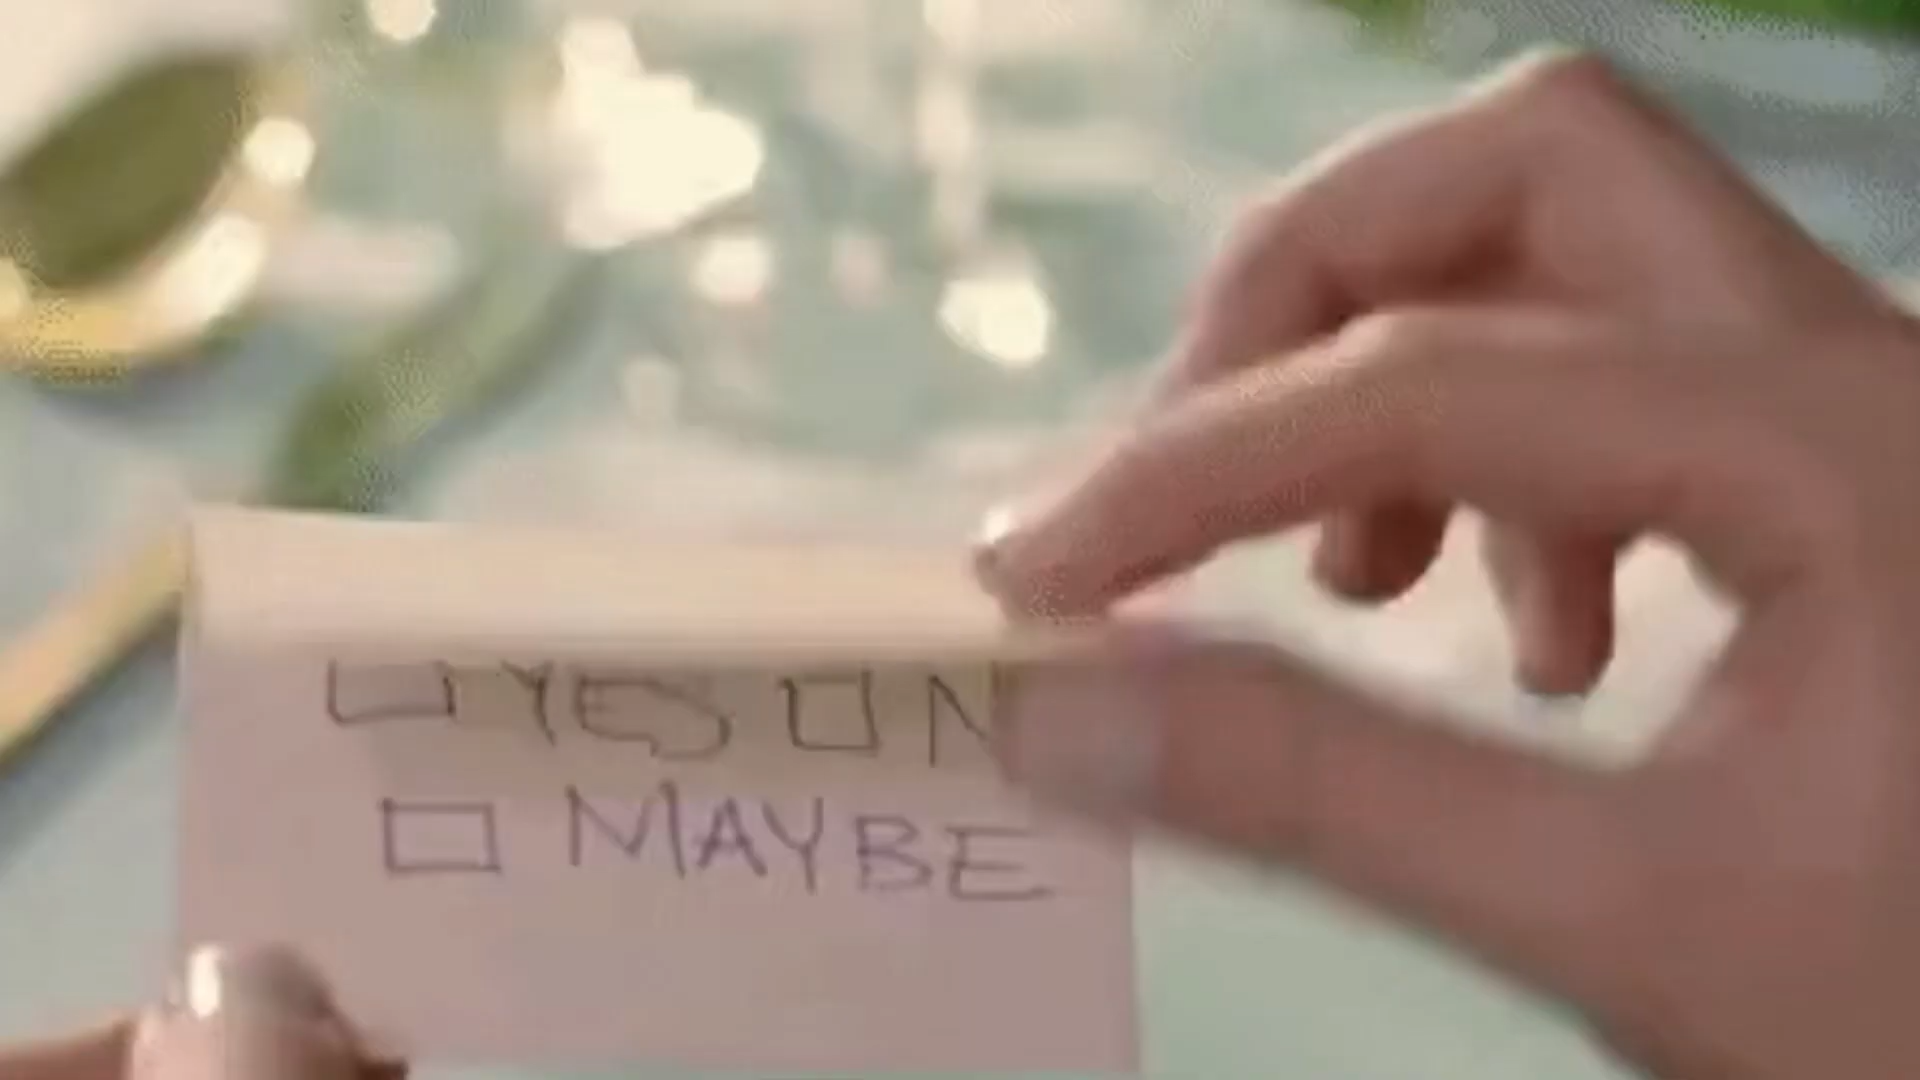 ☐ YES ☐ N
☐ MAYBE